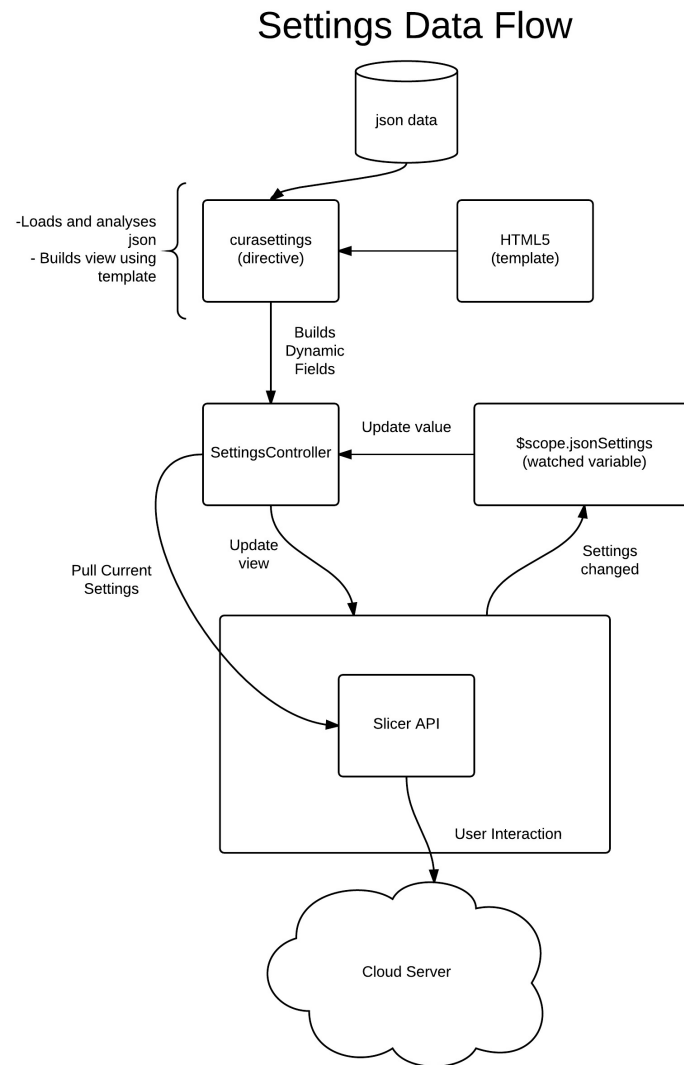 Settings Data Flow
json data
-Loads and analyses
json
- Builds view using
template
curasettings
(directive)
HTML5
(template)
Builds
Dynamic
Fields
SettingsController
Update value
$scope.jsonSettings
(watched variable)
Update
view
Settings
changed
Pull Current
Settings
Slicer API
User Interaction
Cloud Server